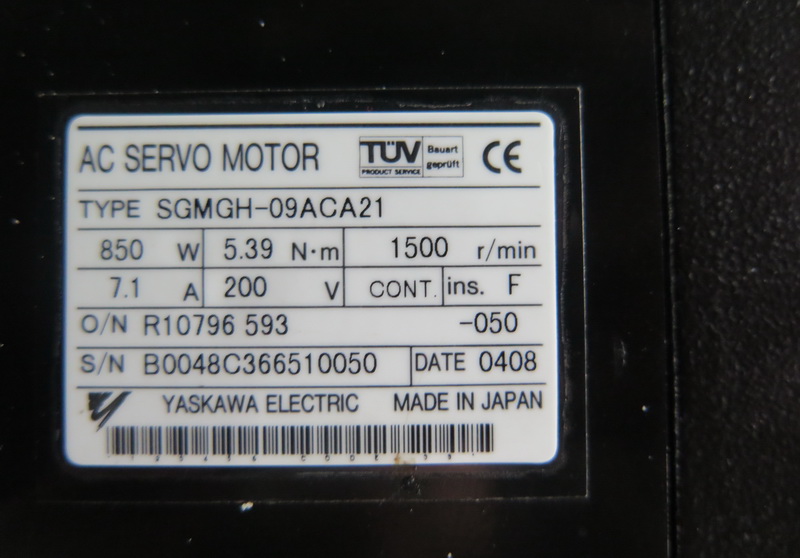 AC SERVO MOTOR TÜV PRODUCT SERVICE Bauart geprüft CE
TYPE SGMGH-09ACA21
850 W 5.39 N·m 1500 r/min
7.1 A 200 V CONT. ins. F
O/N R10796 593 -050
S/N B0048C366510050 DATE 0408
YASKAWA ELECTRIC MADE IN JAPAN